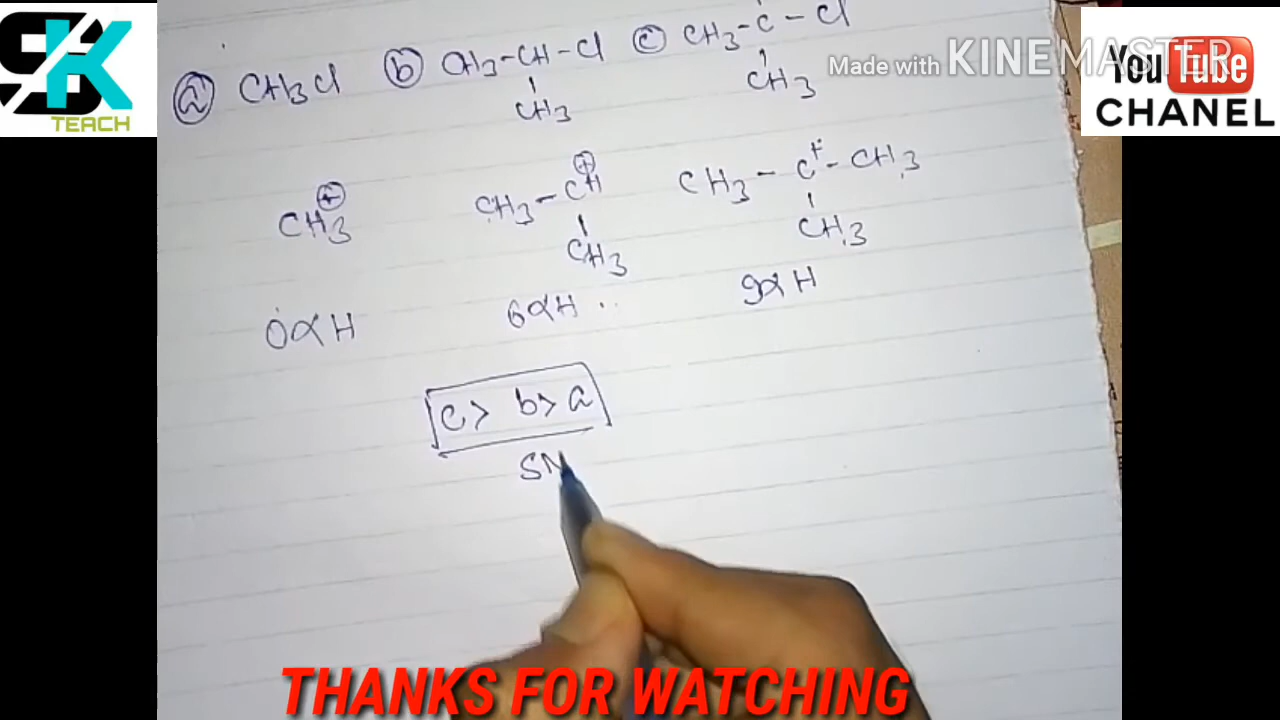 SK
TEACH
Made with KINEMASTER
YouTube
CHANEL
ⓐ CH3Cl ⓑ CH3-CH-Cl ⓒ CH3-C-Cl
CH3
CH3
CH3⊕ CH3-CH⊕ CH3-C+-CH3
CH3
CH3
0αH 6αH .. 9αH
c> b> a
SN
THANKS FOR WATCHING